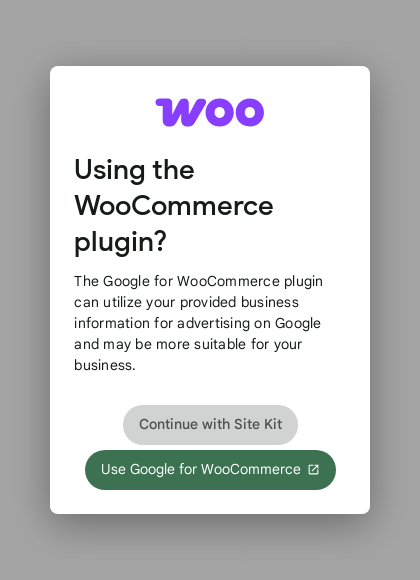 woo
Using the
WooCommerce
plugin?
The Google for WooCommerce plugin
can utilize your provided business
information for advertising on Google
and may be more suitable for your
business.
Continue with Site Kit
Use Google for WooCommerce